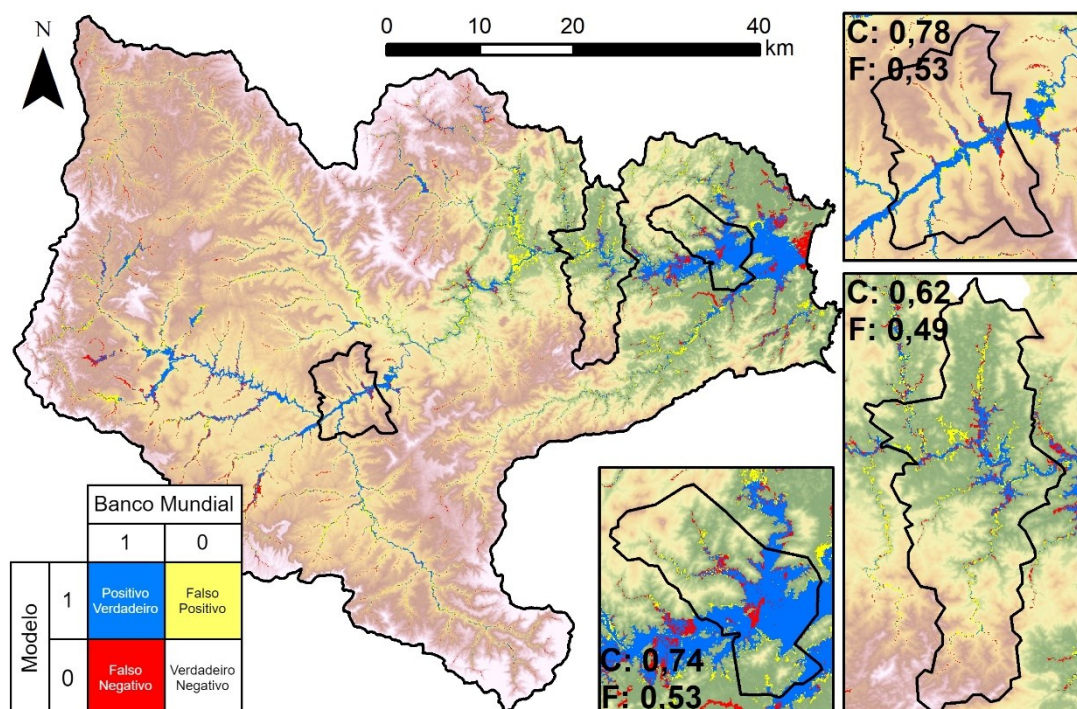 N
0 20 40
km
C: 0,78
F: 0,53
C: 0,62
F: 0,49
C: 0,74
F: 0,53
Banco Mundial
1 0
Modelo
1
Positivo
Verdadeiro
Falso
Positivo
0
Falso
Negativo
Verdadeiro
Negativo